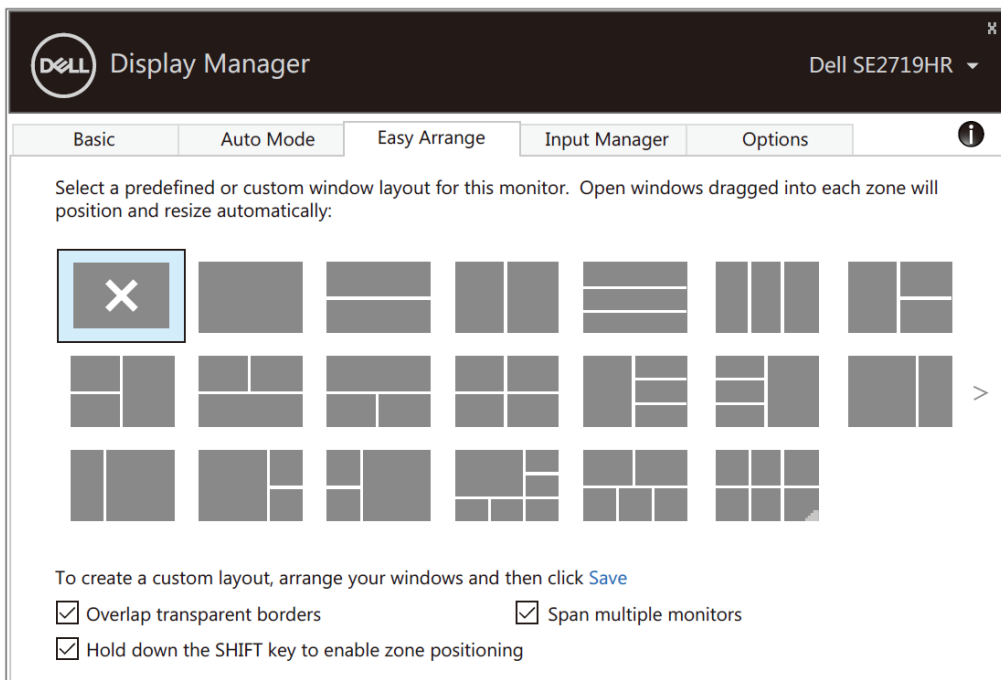 DELL Display Manager
x
Dell SE2719HR
Basic
Auto Mode
Easy Arrange
Input Manager
Options
i
Select a predefined or custom window layout for this monitor. Open windows dragged into each zone will
position and resize automatically:
>
To create a custom layout, arrange your windows and then click Save
Overlap transparent borders
Span multiple monitors
Hold down the SHIFT key to enable zone positioning